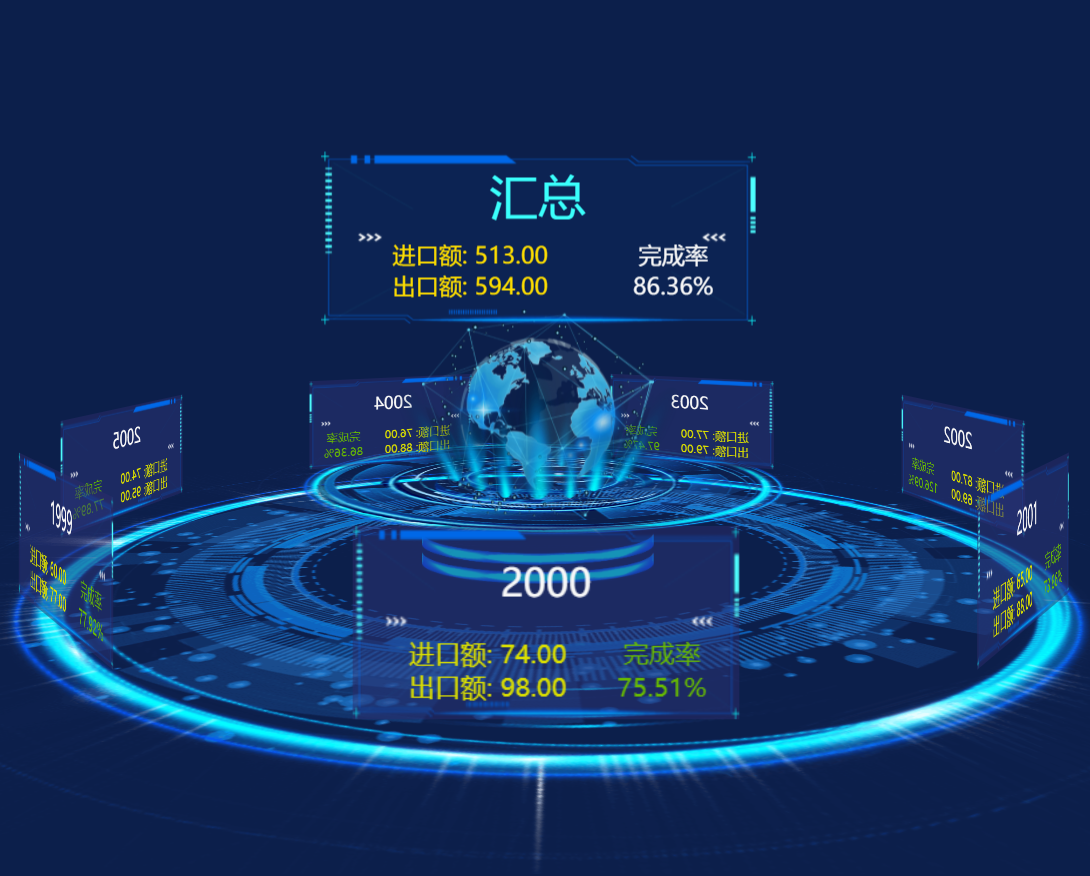 汇总
进口额: 513.00 完成率
出口额: 594.00 86.36%
2004
进口额: 76.00 完成率
出口额: 88.00 86.36%
2003
进口额: 77.00 完成率
出口额: 79.00 97.47%
2005
进口额: 74.00 完成率
出口额: 95.00 77.89%
2002
进口额: 87.00 完成率
出口额: 69.00 126.09%
1999
进口额: 60.00 完成率
出口额: 77.00 77.92%
2001
进口额: 65.00 完成率
出口额: 88.00 73.86%
2000
进口额: 74.00 完成率
出口额: 98.00 75.51%